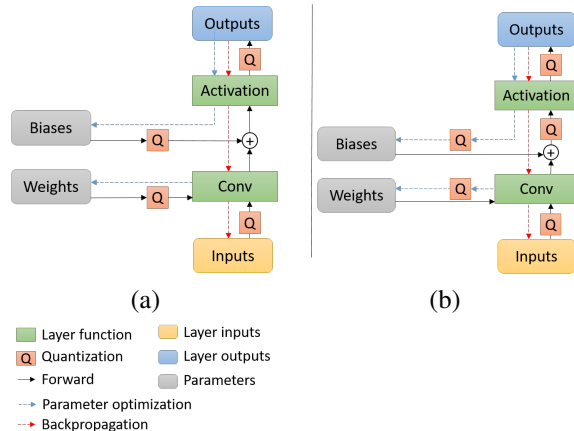 Outputs
Q
Activation
Biases
Q
+
Weights
Q
Conv
Q
Inputs
(a)
Outputs
Q
Activation
Q
Biases
Q
+
Weights
Q
Conv
Q
Inputs
(b)
Layer function
Layer inputs
Q Quantization
Layer outputs
Forward
Parameters
Parameter optimization
Backpropagation